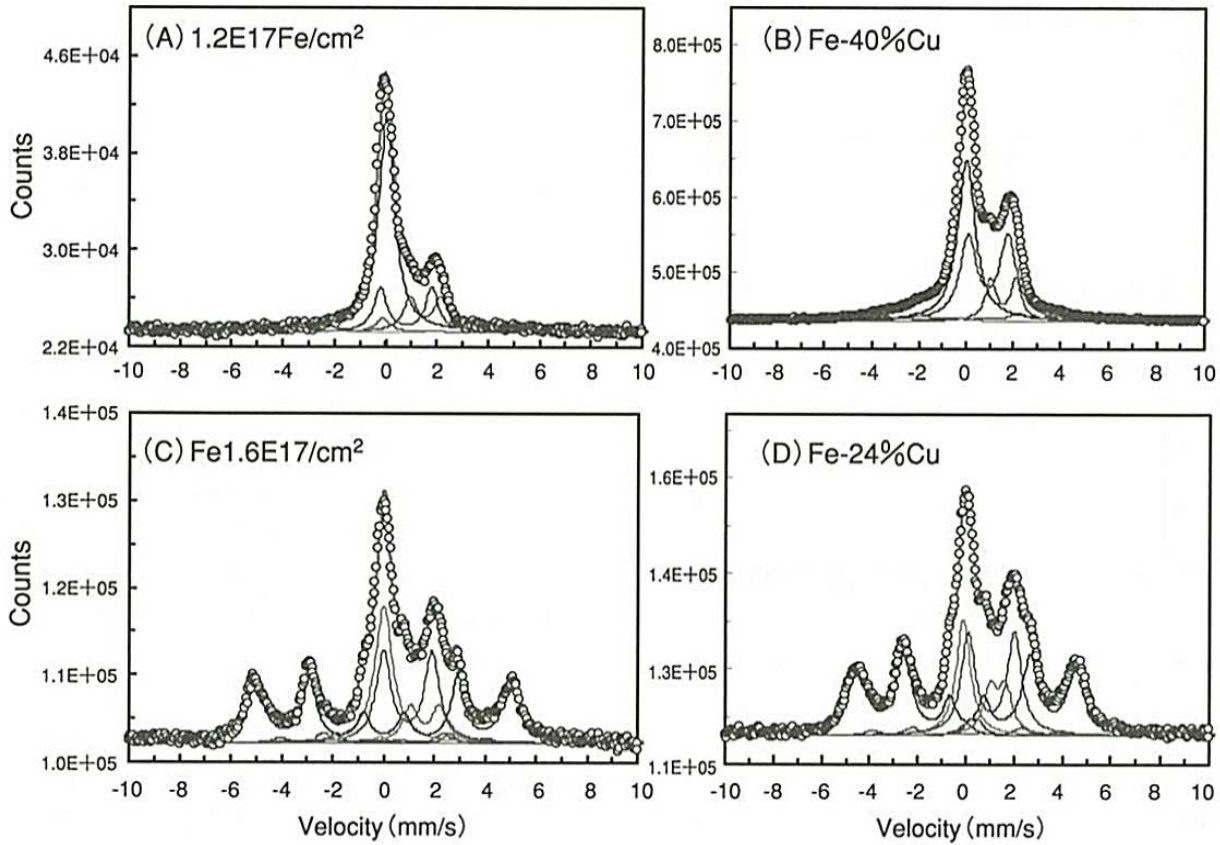 (A) 1.2E17Fe/cm²
4.6E+04
3.8E+04
3.0E+04
2.2E+04
Counts
-10 -8 -6 -4 -2 0 2 4 6 8 10
(B) Fe-40%Cu
8.0E+05
7.0E+05
6.0E+05
5.0E+05
4.0E+05
-10 -8 -6 -4 -2 0 2 4 6 8 10
(C) Fe1.6E17/cm²
1.4E+05
1.3E+05
1.2E+05
1.1E+05
1.0E+05
Counts
-10 -8 -6 -4 -2 0 2 4 6 8 10
Velocity (mm/s)
(D) Fe-24%Cu
1.6E+05
1.4E+05
1.3E+05
1.1E+05
-10 -8 -6 -4 -2 0 2 4 6 8 10
Velocity (mm/s)